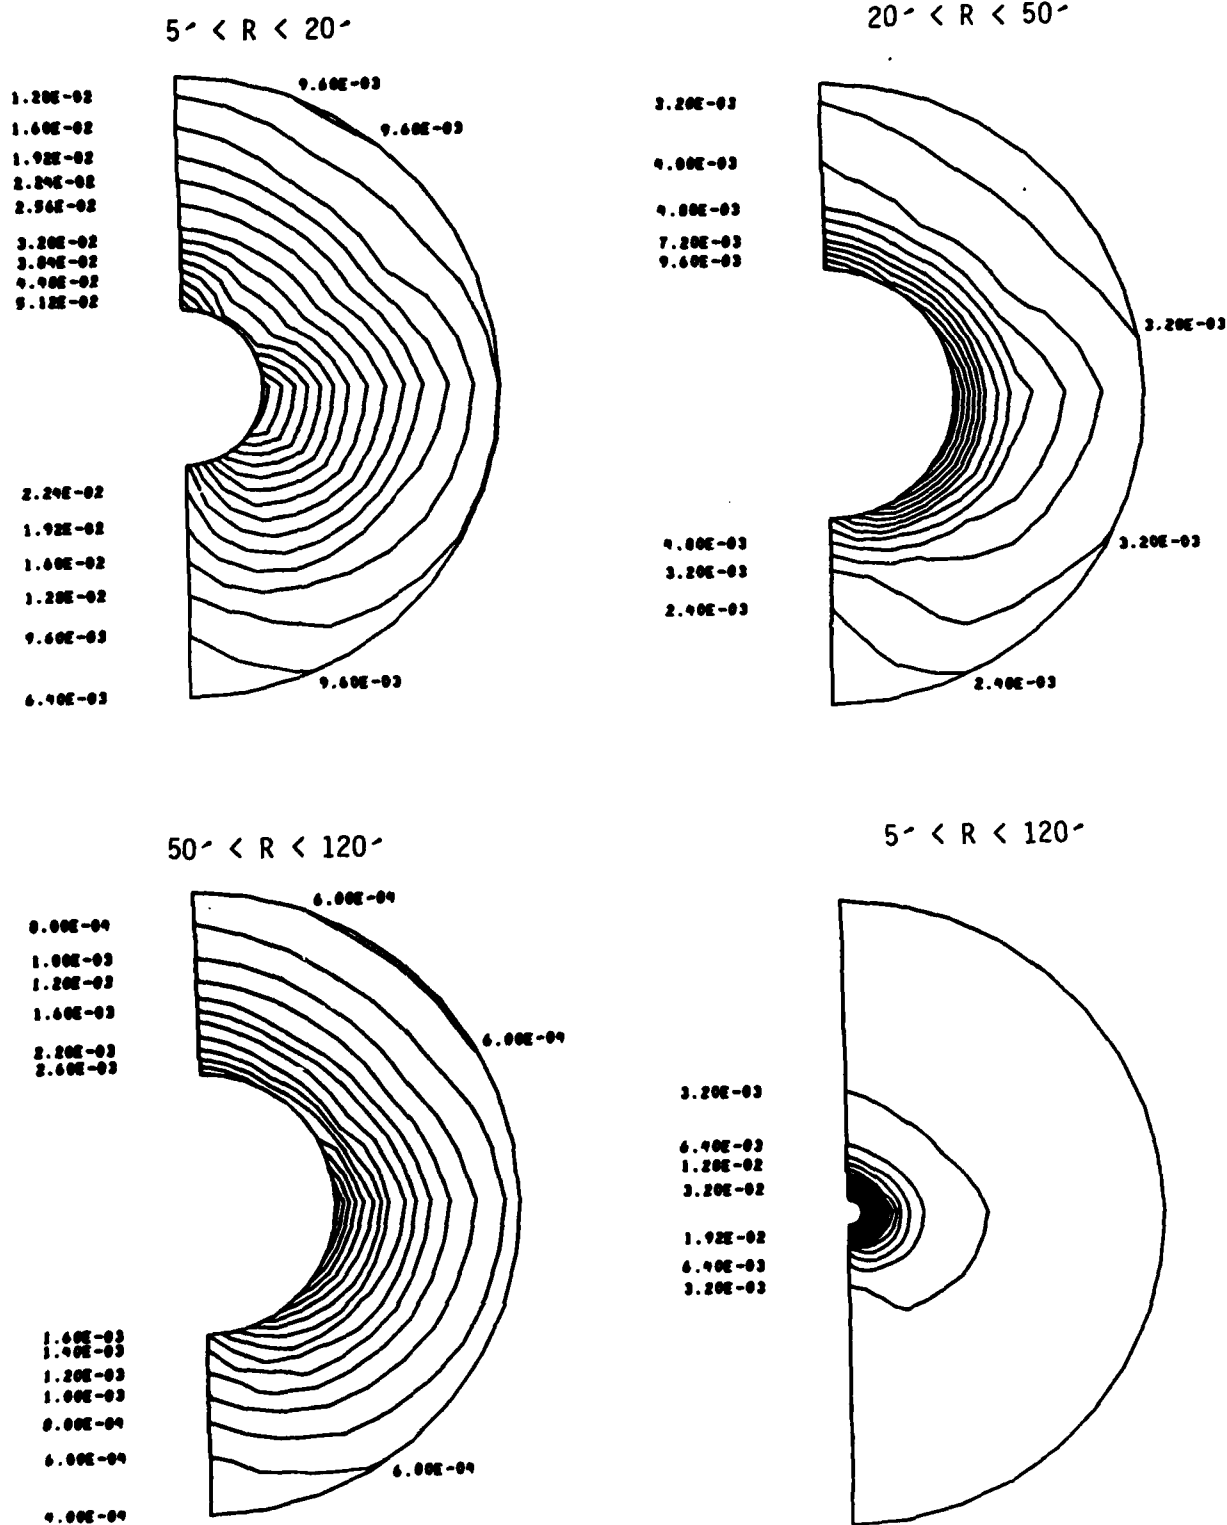 5′ < R < 20′
9.60E-03
1.20E-02
9.60E-03
1.60E-02
1.92E-02
2.24E-02
2.56E-02
3.20E-02
3.84E-02
4.48E-02
5.12E-02
2.24E-02
1.92E-02
1.60E-02
1.28E-02
9.60E-03
9.60E-03
6.40E-03
20′ < R < 50′
3.20E-03
4.00E-03
4.80E-03
7.20E-03
9.60E-03
3.20E-03
4.80E-03
3.20E-03
3.20E-03
2.40E-03
2.40E-03
50′ < R < 120′
6.00E-04
8.00E-04
1.00E-03
1.20E-03
1.60E-03
6.00E-04
2.20E-03
2.60E-03
1.60E-03
1.40E-03
1.20E-03
1.00E-03
8.00E-04
6.00E-04
6.00E-04
4.00E-04
5′ < R < 120′
3.20E-03
6.40E-03
1.28E-02
3.20E-02
1.92E-02
6.40E-03
3.20E-03